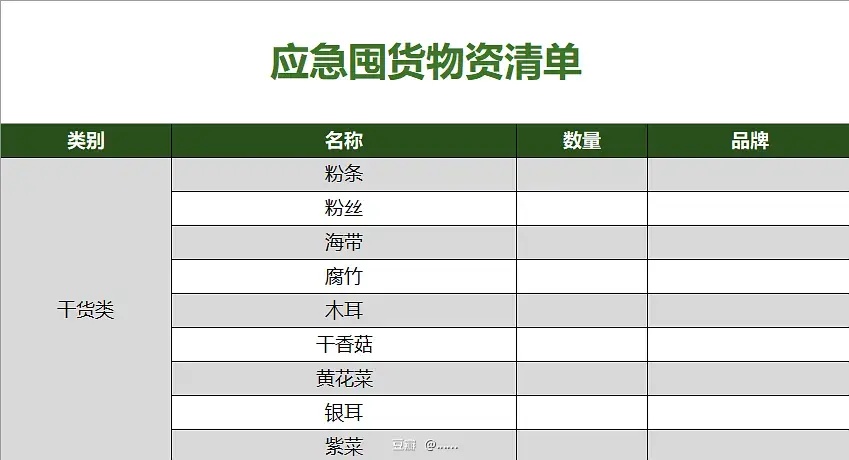 应急囤货物资清单
类别 名称 数量 品牌
粉条
粉丝
海带
腐竹
干货类 木耳
干香菇
黄花菜
银耳
紫菜
豆瓣 @......